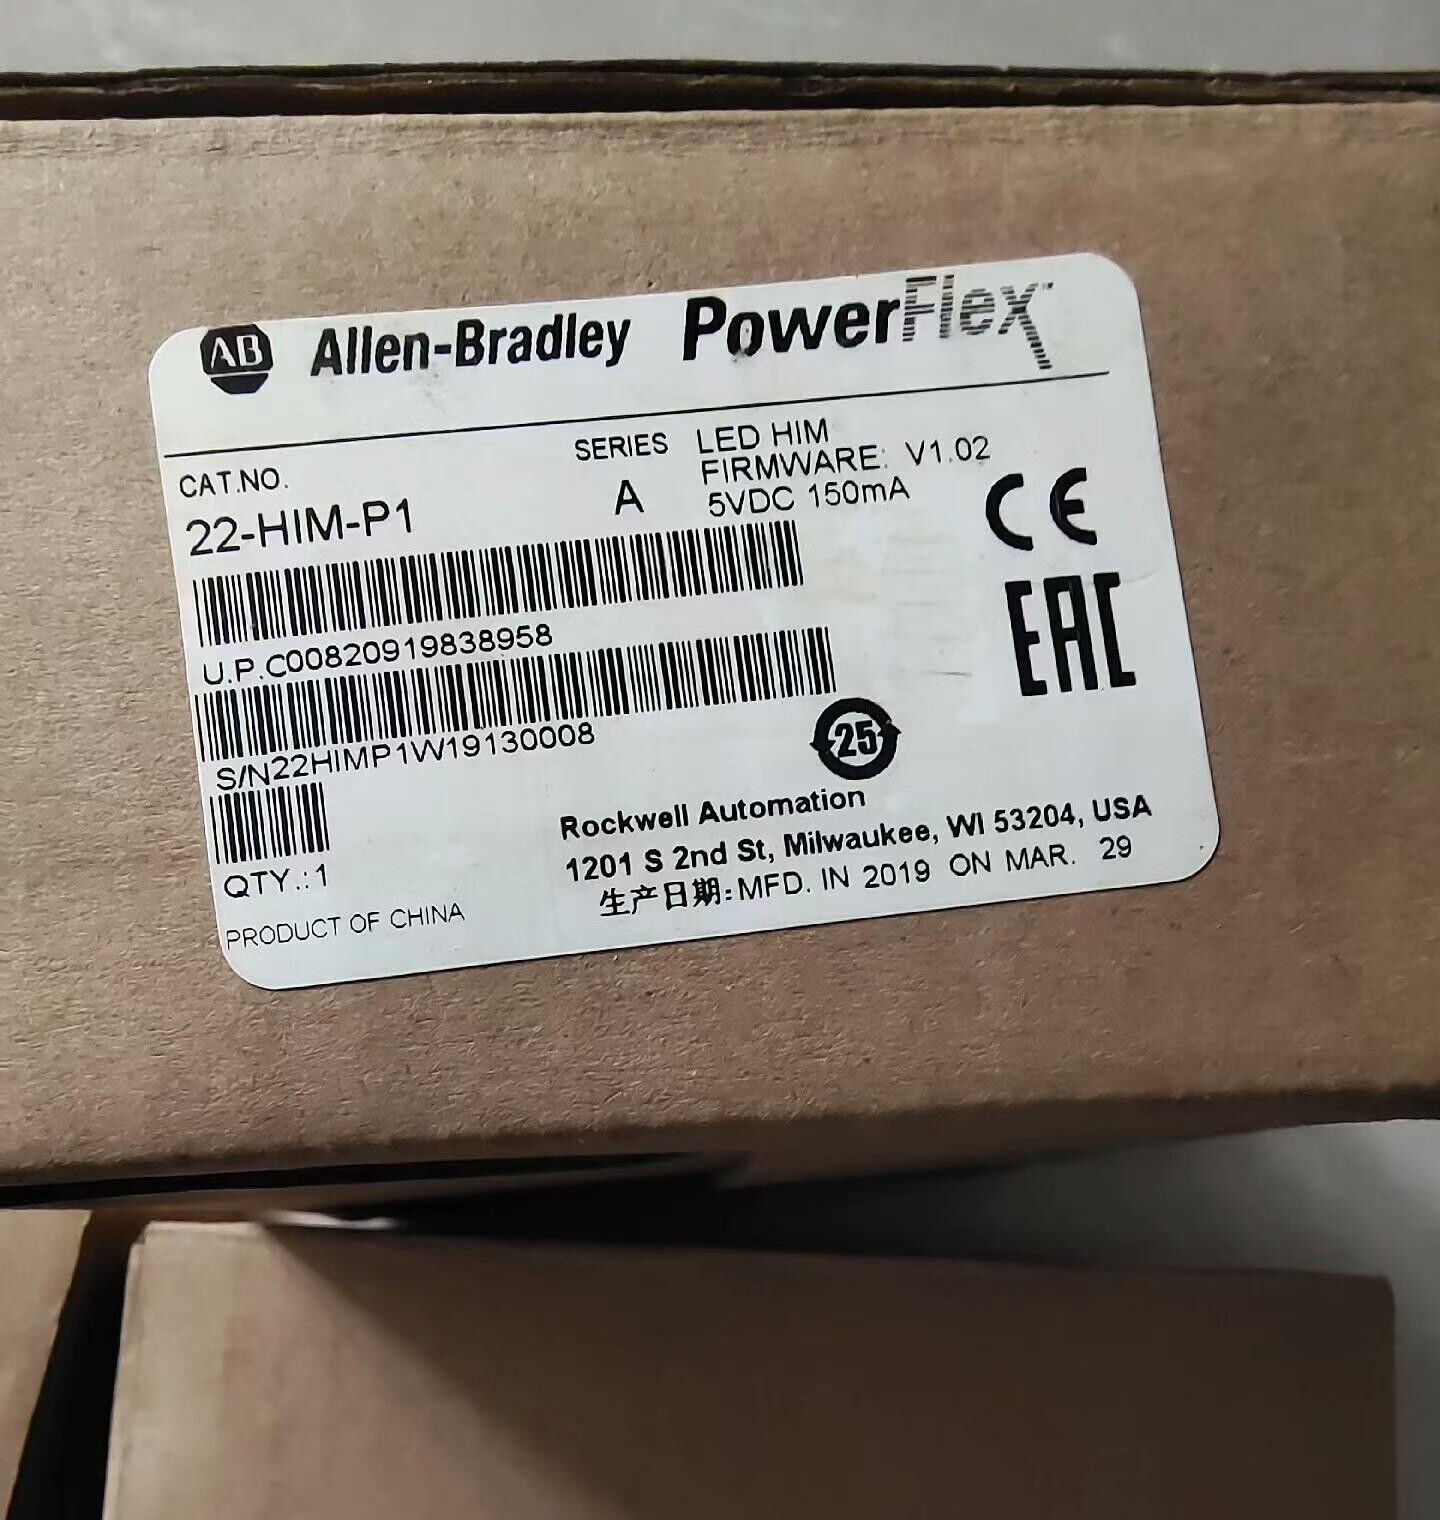 AB Allen-Bradley PowerFlex
CAT.NO.
22-HIM-P1
SERIES
A
LED HIM
FIRMWARE: V1.02
5VDC 150mA
CE
EAC
U.P.C00820919838958
S/N22HIMP1W19130008
25
QTY.:1
PRODUCT OF CHINA
Rockwell Automation
1201 S 2nd St, Milwaukee, WI 53204, USA
生产日期:MFD. IN 2019 ON MAR. 29